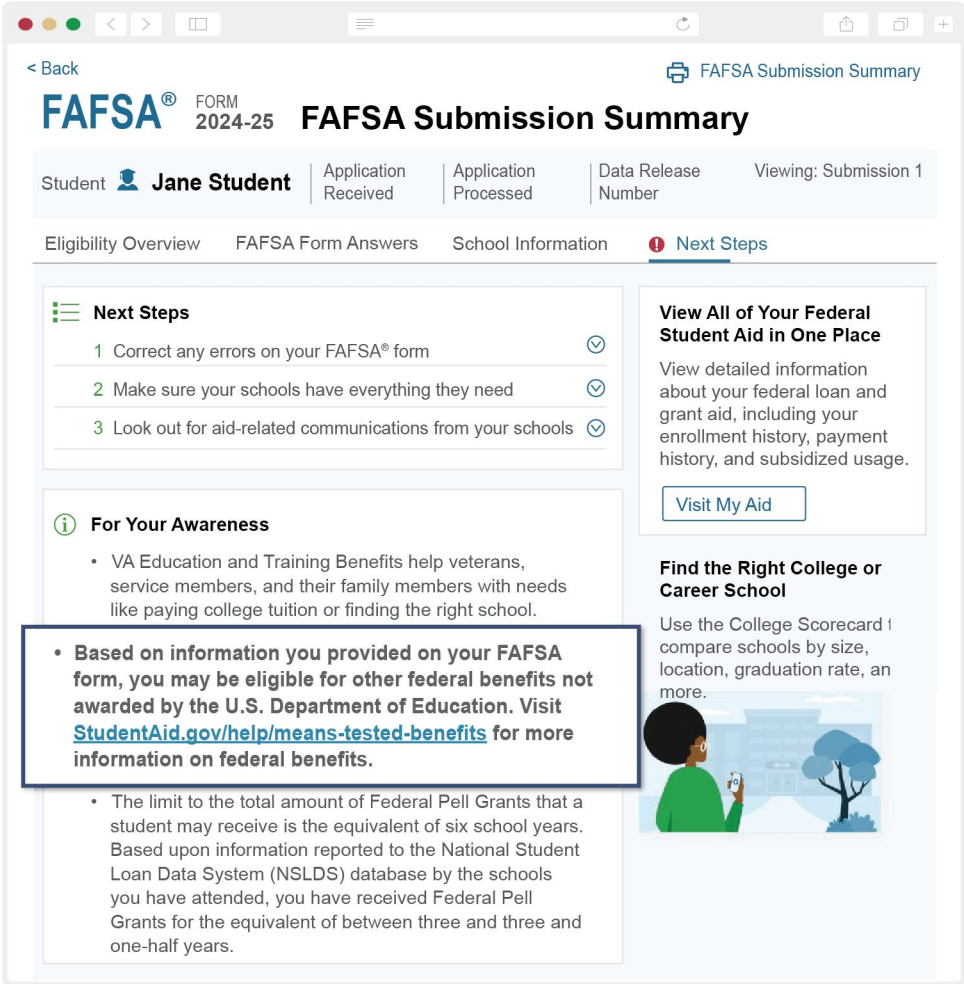 < Back
FAFSA Submission Summary
FAFSA® FORM 2024-25 FAFSA Submission Summary
Student Jane Student
Application Received
Application Processed
Data Release Number
Viewing: Submission 1
Eligibility Overview FAFSA Form Answers School Information Next Steps
Next Steps
1 Correct any errors on your FAFSA® form
2 Make sure your schools have everything they need
3 Look out for aid-related communications from your schools
For Your Awareness
• VA Education and Training Benefits help veterans,
service members, and their family members with needs
like paying college tuition or finding the right school.
• Based on information you provided on your FAFSA
form, you may be eligible for other federal benefits not
awarded by the U.S. Department of Education. Visit
StudentAid.gov/help/means-tested-benefits for more
information on federal benefits.
• The limit to the total amount of Federal Pell Grants that a
student may receive is the equivalent of six school years.
Based upon information reported to the National Student
Loan Data System (NSLDS) database by the schools
you have attended, you have received Federal Pell
Grants for the equivalent of between three and three and
one-half years.
View All of Your Federal
Student Aid in One Place
View detailed information
about your federal loan and
grant aid, including your
enrollment history, payment
history, and subsidized usage.
Visit My Aid
Find the Right College or
Career School
Use the College Scorecard t
compare schools by size,
location, graduation rate, an
more.